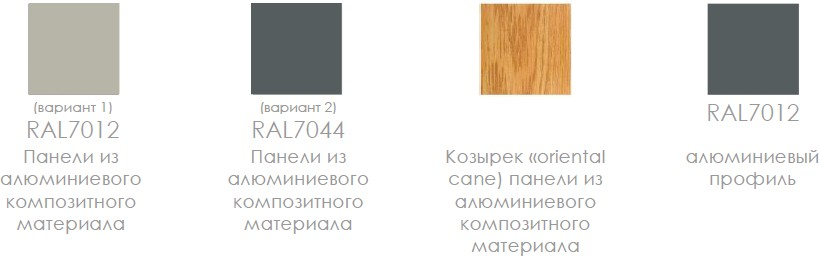 (вариант 1)
RAL7012
Панели из
алюминиевого
композитного
материала
(вариант 2)
RAL7044
Панели из
алюминиевого
композитного
материала
Козырек «oriental
cane) панели из
алюминиевого
композитного
материала
RAL7012
алюминиевый
профиль